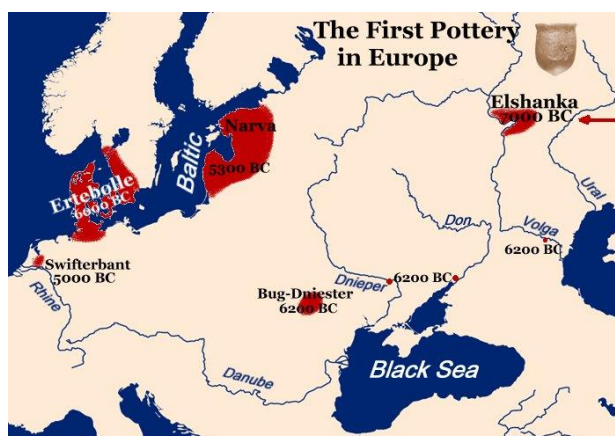 The First Pottery
in Europe
Elshanka
7000 BC
Narva
5300 BC
Baltic
Ertebølle
6000 BC
Ural
Don
Volga
6200 BC
Swifterbant
5000 BC
Rhine
Dnieper
6200 BC
Bug-Dniester
6200 BC
Danube
Black Sea